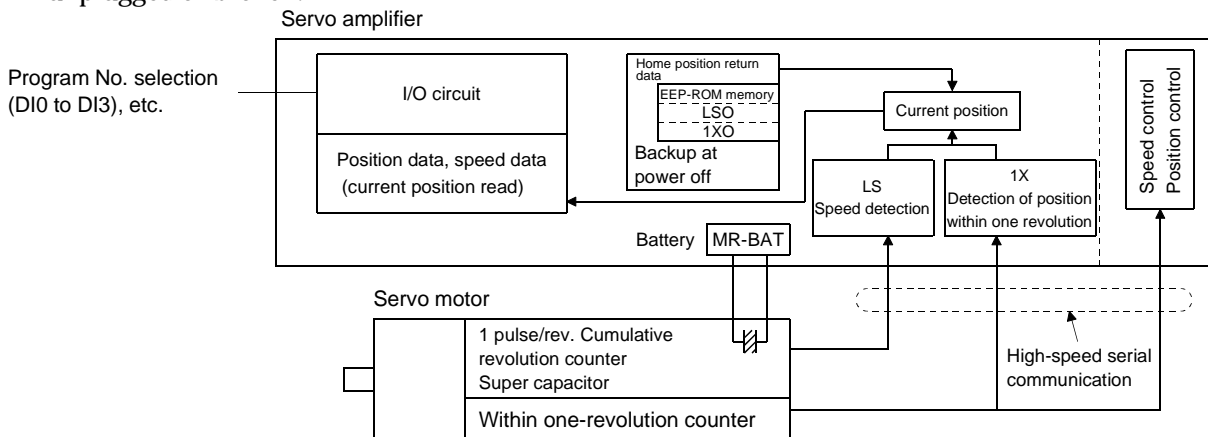 Servo amplifier
Program No. selection
(DI0 to DI3), etc.
I/O circuit
Position data, speed data
(current position read)
Home position return
data
EEP-ROM memory
LSO
1XO
Backup at
power off
Current position
LS
Speed detection
1X
Detection of position
within one revolution
Speed control
Position control
Battery
MR-BAT
Servo motor
1 pulse/rev. Cumulative
revolution counter
Super capacitor
Within one-revolution counter
High-speed serial
communication